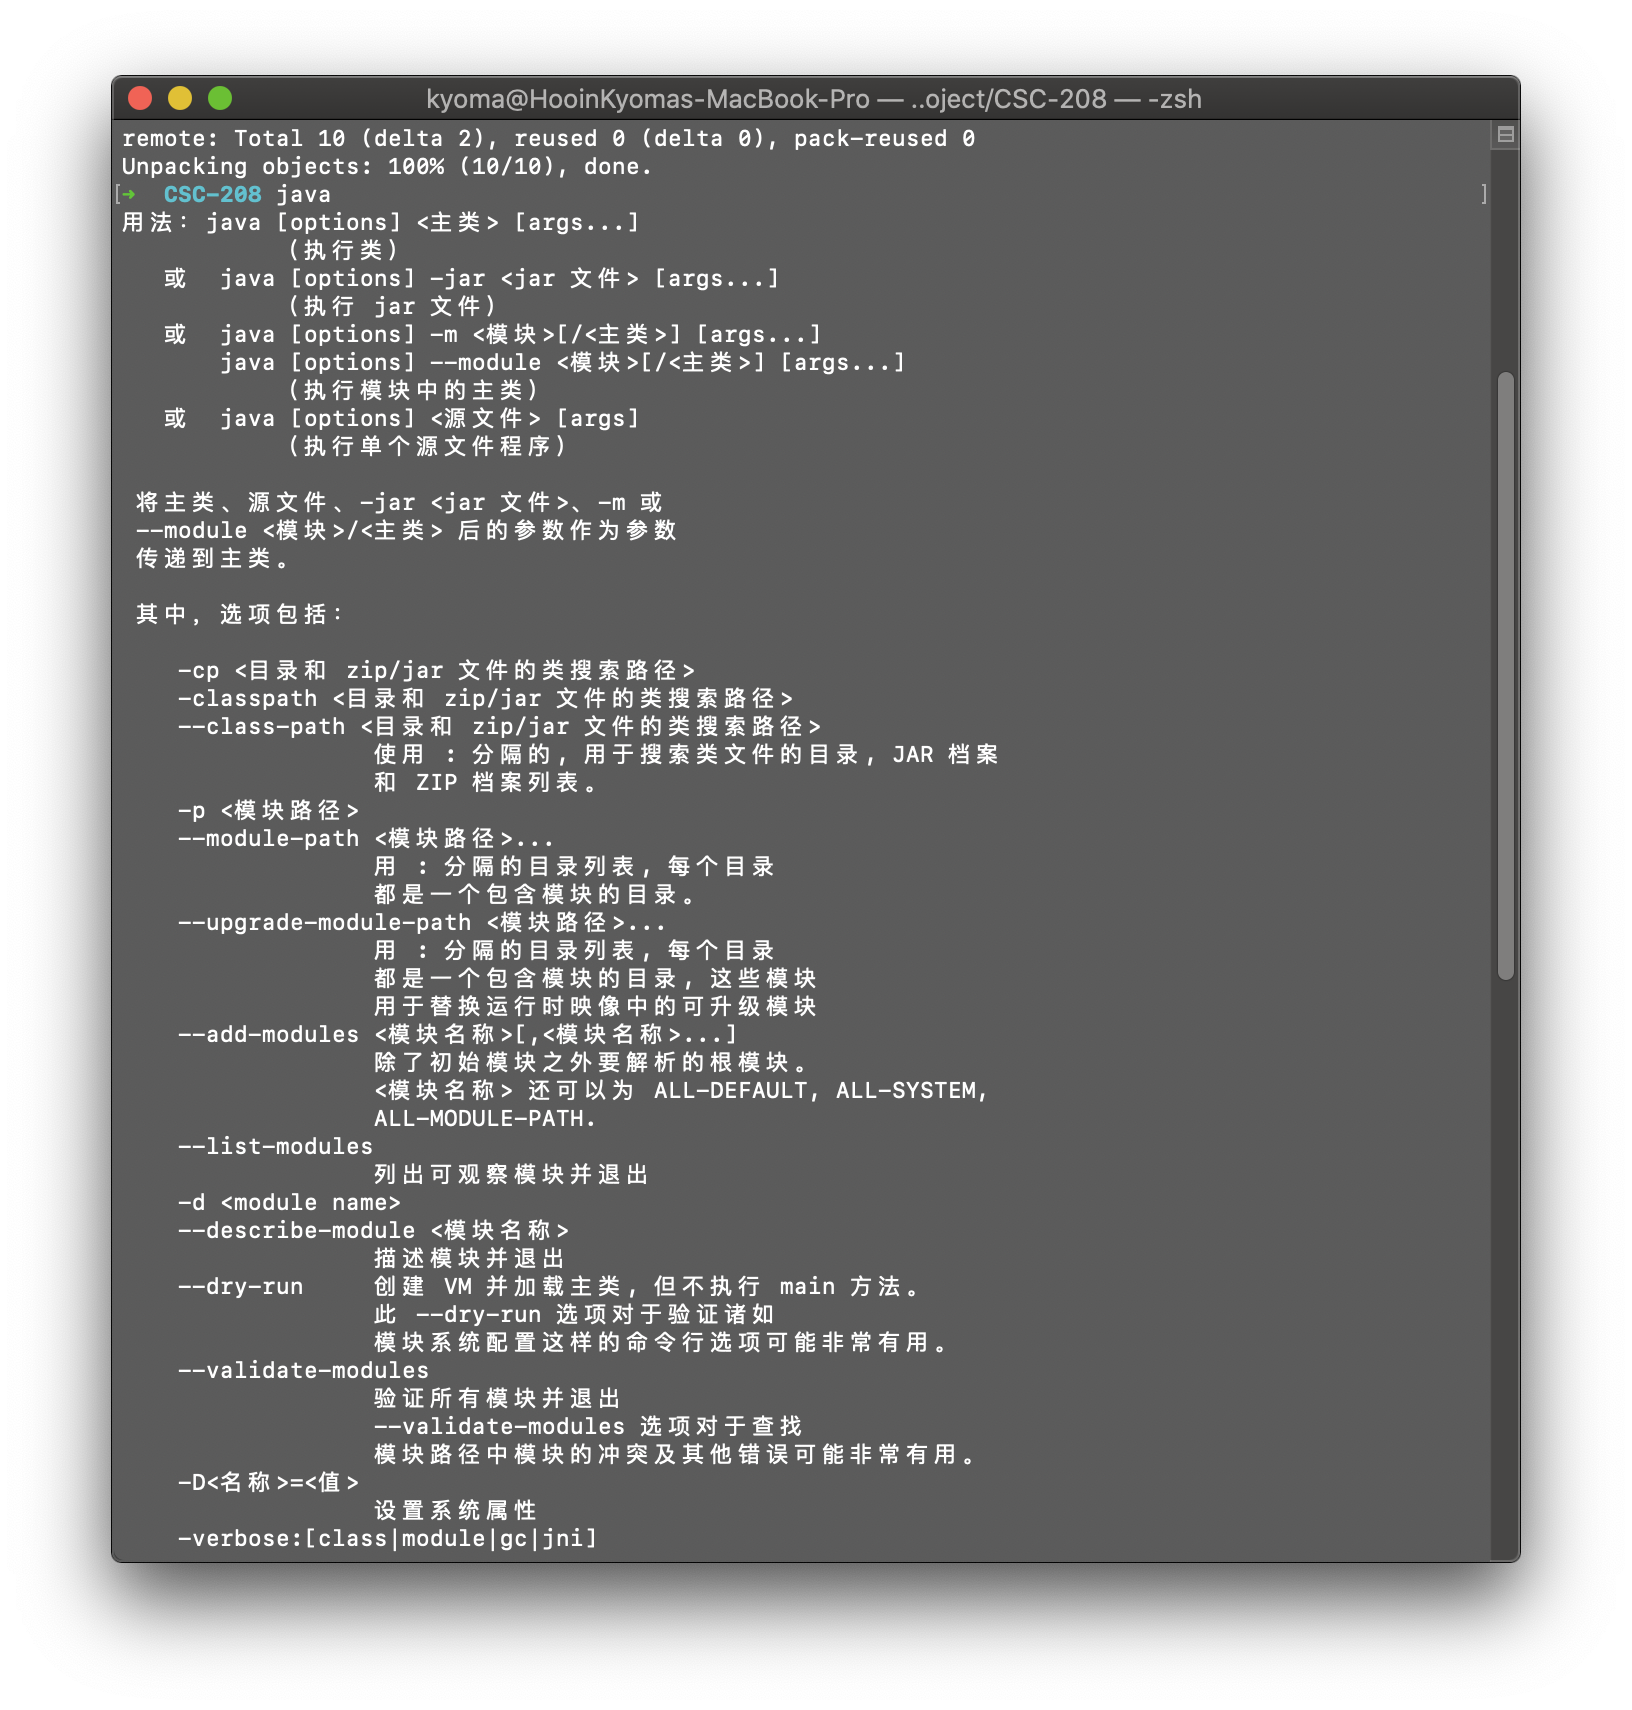 kyoma@HooinKyomas-MacBook-Pro — ..oject/CSC-208 — -zsh
remote: Total 10 (delta 2), reused 0 (delta 0), pack-reused 0
Unpacking objects: 100% (10/10), done.
[➜  CSC-208 java ]
用法：java [options] <主类> [args...]
           （执行类）
   或  java [options] -jar <jar 文件> [args...]
           （执行 jar 文件）
   或  java [options] -m <模块>[/<主类>] [args...]
       java [options] --module <模块>[/<主类>] [args...]
           （执行模块中的主类）
   或  java [options] <源文件> [args]
           （执行单个源文件程序）
 将主类、源文件、-jar <jar 文件>、-m 或
 --module <模块>/<主类> 后的参数作为参数
 传递到主类。
 其中，选项包括：
    -cp <目录和 zip/jar 文件的类搜索路径>
    -classpath <目录和 zip/jar 文件的类搜索路径>
    --class-path <目录和 zip/jar 文件的类搜索路径>
                  使用 : 分隔的, 用于搜索类文件的目录, JAR 档案
                  和 ZIP 档案列表。
    -p <模块路径>
    --module-path <模块路径>...
                  用 : 分隔的目录列表, 每个目录
                  都是一个包含模块的目录。
    --upgrade-module-path <模块路径>...
                  用 : 分隔的目录列表, 每个目录
                  都是一个包含模块的目录, 这些模块
                  用于替换运行时映像中的可升级模块
    --add-modules <模块名称>[,<模块名称>...]
                  除了初始模块之外要解析的根模块。
                  <模块名称> 还可以为 ALL-DEFAULT, ALL-SYSTEM,
                  ALL-MODULE-PATH.
    --list-modules
                  列出可观察模块并退出
    -d <module name>
    --describe-module <模块名称>
                  描述模块并退出
    --dry-run     创建 VM 并加载主类, 但不执行 main 方法。
                  此 --dry-run 选项对于验证诸如
                  模块系统配置这样的命令行选项可能非常有用。
    --validate-modules
                  验证所有模块并退出
                  --validate-modules 选项对于查找
                  模块路径中模块的冲突及其他错误可能非常有用。
    -D<名称>=<值>
                  设置系统属性
    -verbose:[class|module|gc|jni]